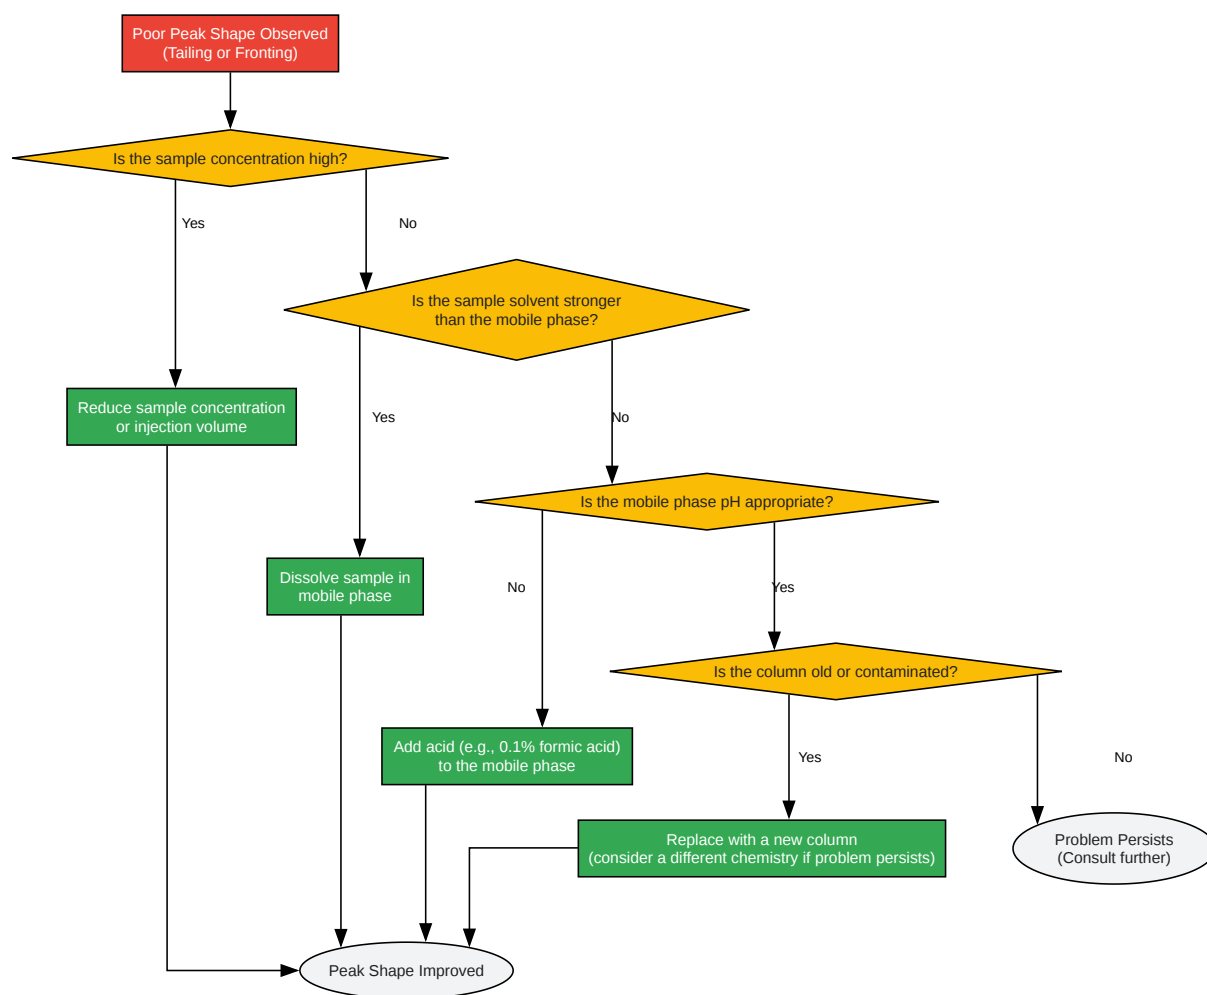 Poor Peak Shape Observed
(Tailing or Fronting)
Is the sample concentration high?
Yes
No
Is the sample solvent stronger
than the mobile phase?
Reduce sample concentration
or injection volume
Yes
No
Is the mobile phase pH appropriate?
Dissolve sample in
mobile phase
No
Yes
Is the column old or contaminated?
Add acid (e.g., 0.1% formic acid)
to the mobile phase
Yes
No
Replace with a new column
(consider a different chemistry if problem persists)
Problem Persists
(Consult further)
Peak Shape Improved